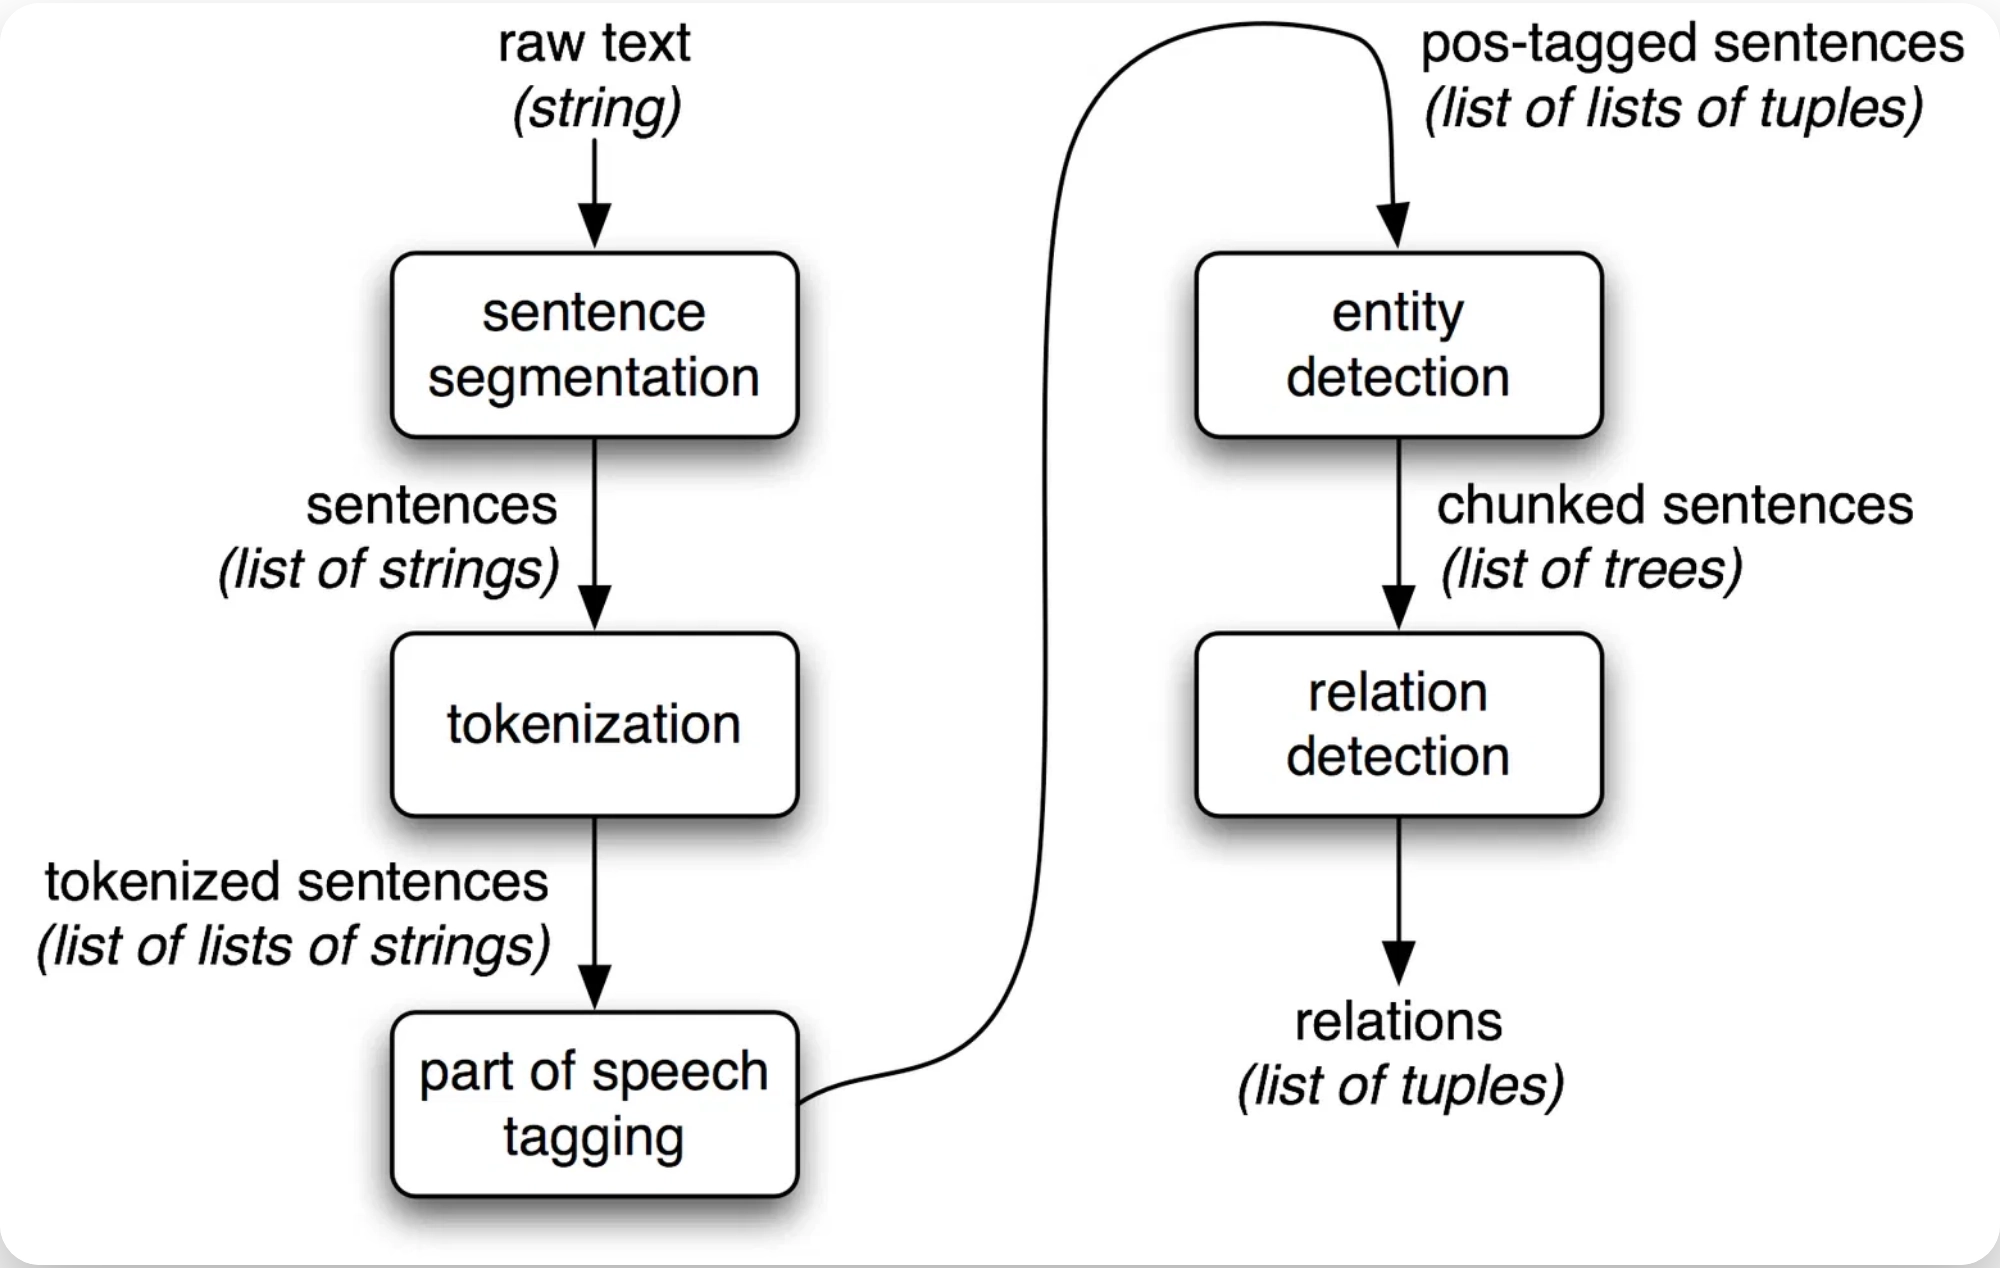 raw text
(string)
sentence
segmentation
sentences
(list of strings)
tokenization
tokenized sentences
(list of lists of strings)
part of speech
tagging
pos-tagged sentences
(list of lists of tuples)
entity
detection
chunked sentences
(list of trees)
relation
detection
relations
(list of tuples)